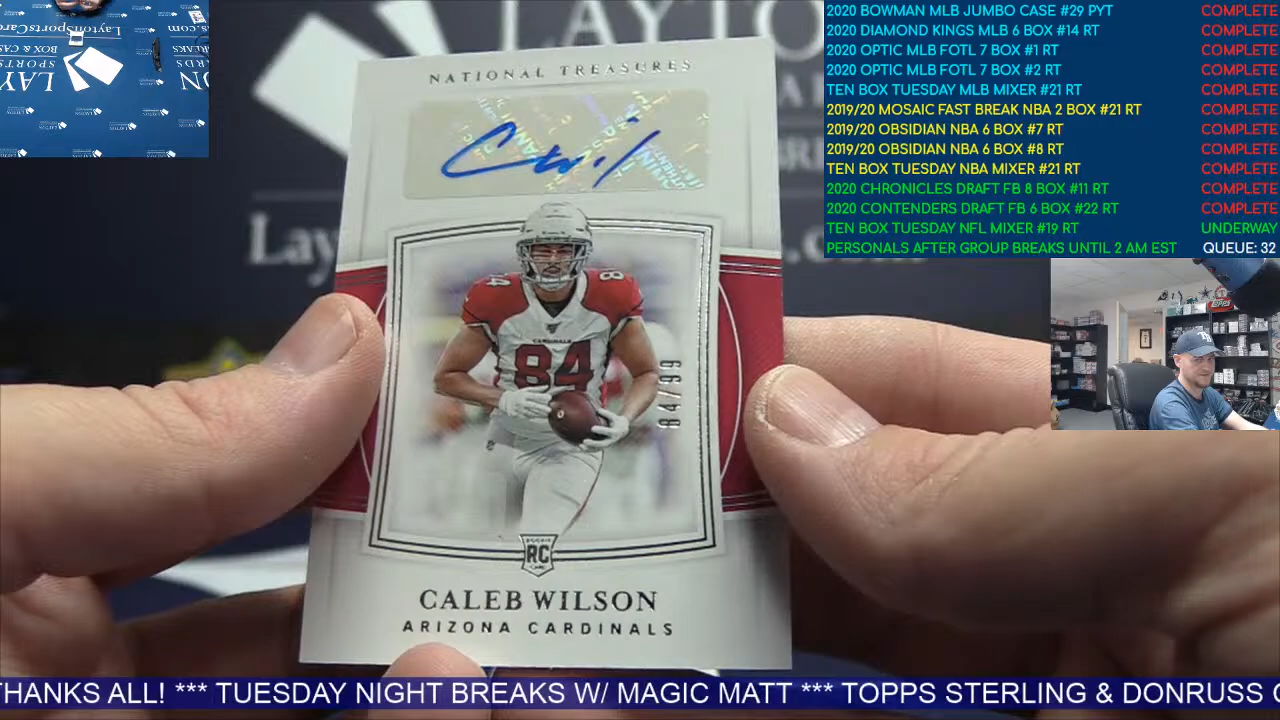 2020 BOWMAN MLB JUMBO CASE #29 PYT COMPLETE
2020 DIAMOND KINGS MLB 6 BOX #14 RT COMPLETE
2020 OPTIC MLB FOTL 7 BOX #1 RT COMPLETE
2020 OPTIC MLB FOTL 7 BOX #2 RT COMPLETE
TEN BOX TUESDAY MLB MIXER #21 RT COMPLETE
2019/20 MOSAIC FAST BREAK NBA 2 BOX #21 RT COMPLETE
2019/20 OBSIDIAN NBA 6 BOX #7 RT COMPLETE
2019/20 OBSIDIAN NBA 6 BOX #8 RT COMPLETE
TEN BOX TUESDAY NBA MIXER #21 RT COMPLETE
2020 CHRONICLES DRAFT FB 8 BOX #11 RT COMPLETE
2020 CONTENDERS DRAFT FB 6 BOX #22 RT COMPLETE
TEN BOX TUESDAY NFL MIXER #19 RT UNDERWAY
PERSONALS AFTER GROUP BREAKS UNTIL 2 AM EST QUEUE: 32
NATIONAL TREASURES
84
CARDINALS
84
84/99
RC
CALEB WILSON
ARIZONA CARDINALS
THANKS ALL! *** TUESDAY NIGHT BREAKS W/ MAGIC MATT *** TOPPS STERLING & DONRUSS